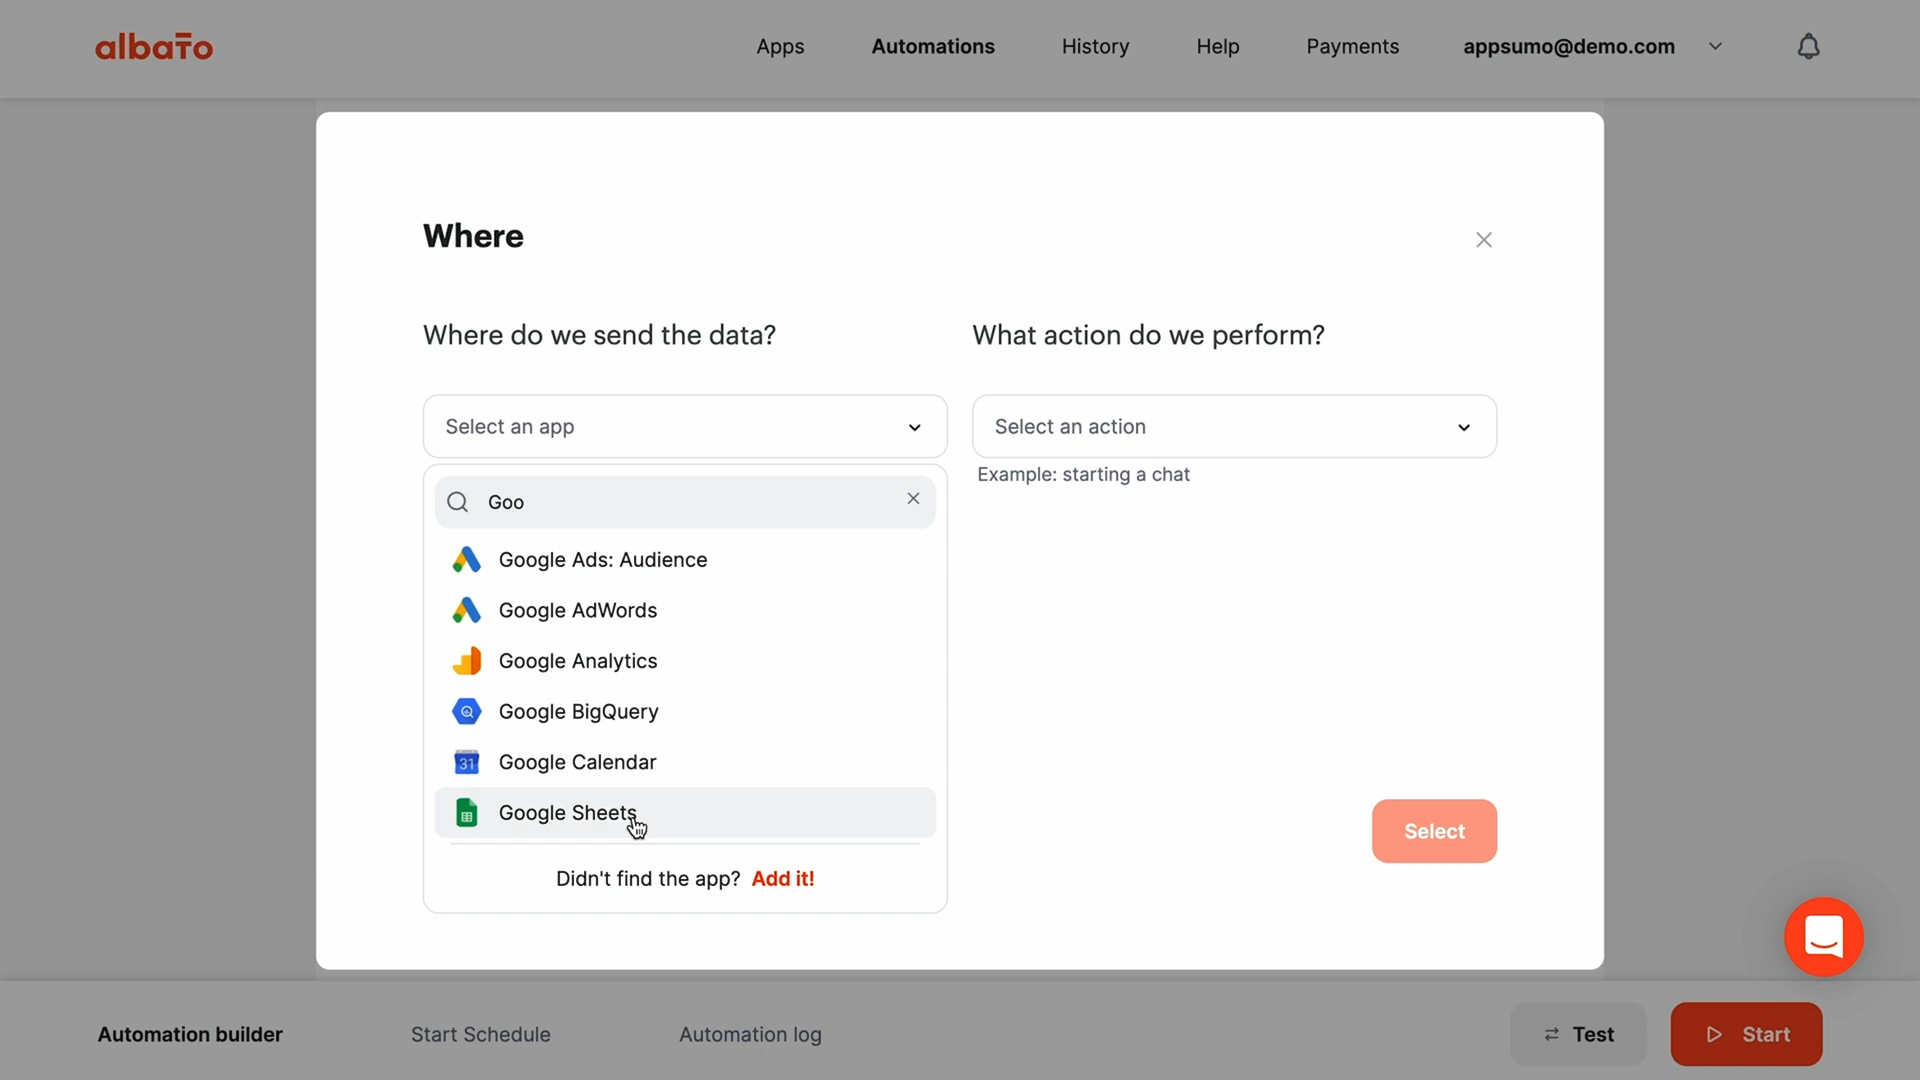 albato
Apps
Automations
History
Help
Payments
appsumo@demo.com
Where
Where do we send the data?
What action do we perform?
Select an app
Select an action
Example: starting a chat
Goo
Google Ads: Audience
Google AdWords
Google Analytics
Google BigQuery
31
Google Calendar
Google Sheets
Select
Didn't find the app? Add it!
Automation builder
Start Schedule
Automation log
Test
Start